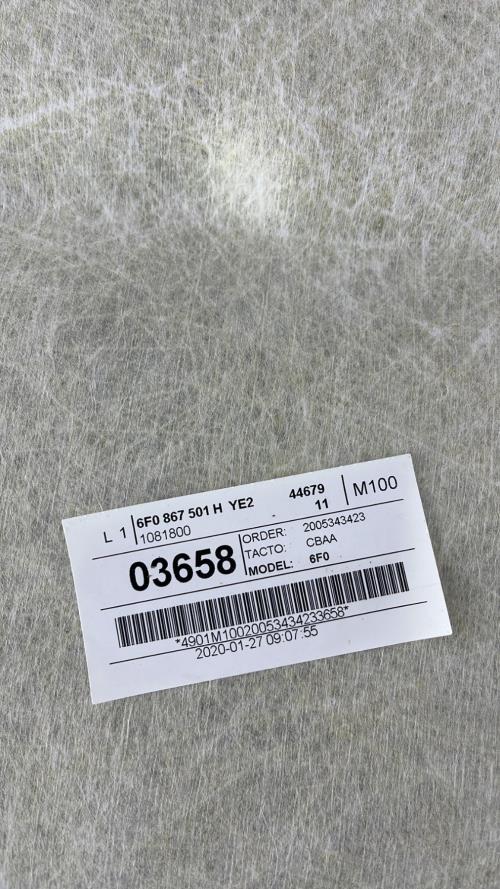 L 1 6F0 867 501 H YE2 44679 M100
1081800 11
03658 ORDER: 2005343423
TACTO: CBAA
MODEL: 6F0
*4901M10020053434233658*
2020-01-27 09:07:55